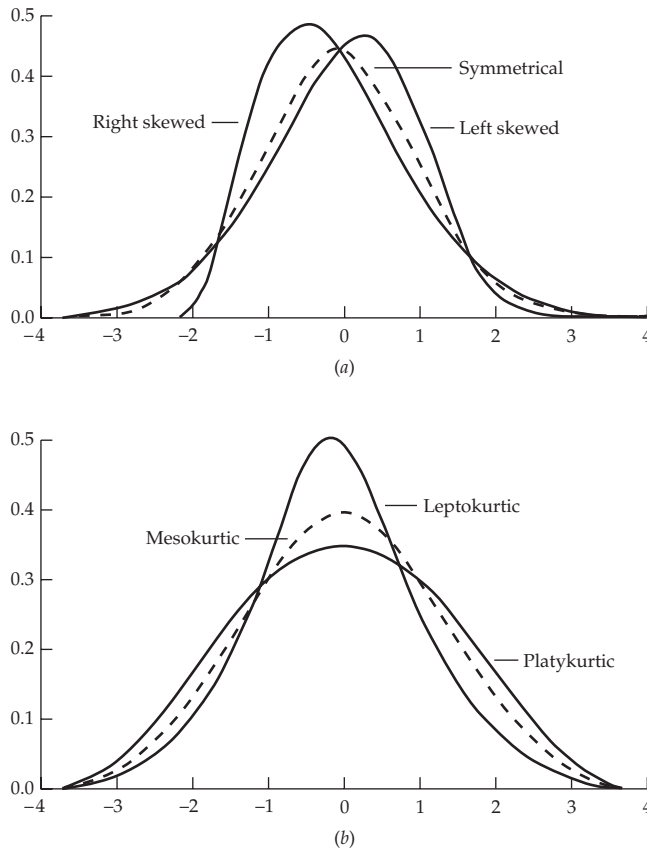 0.5
Symmetrical
0.4
Right skewed
Left skewed
0.3
0.2
0.1
0.0
–4 –3 –2 –1 0 1 2 3 4
(a)
0.5
Leptokurtic
0.4
Mesokurtic
0.3
Platykurtic
0.2
0.1
0.0
–4 –3 –2 –1 0 1 2 3 4
(b)